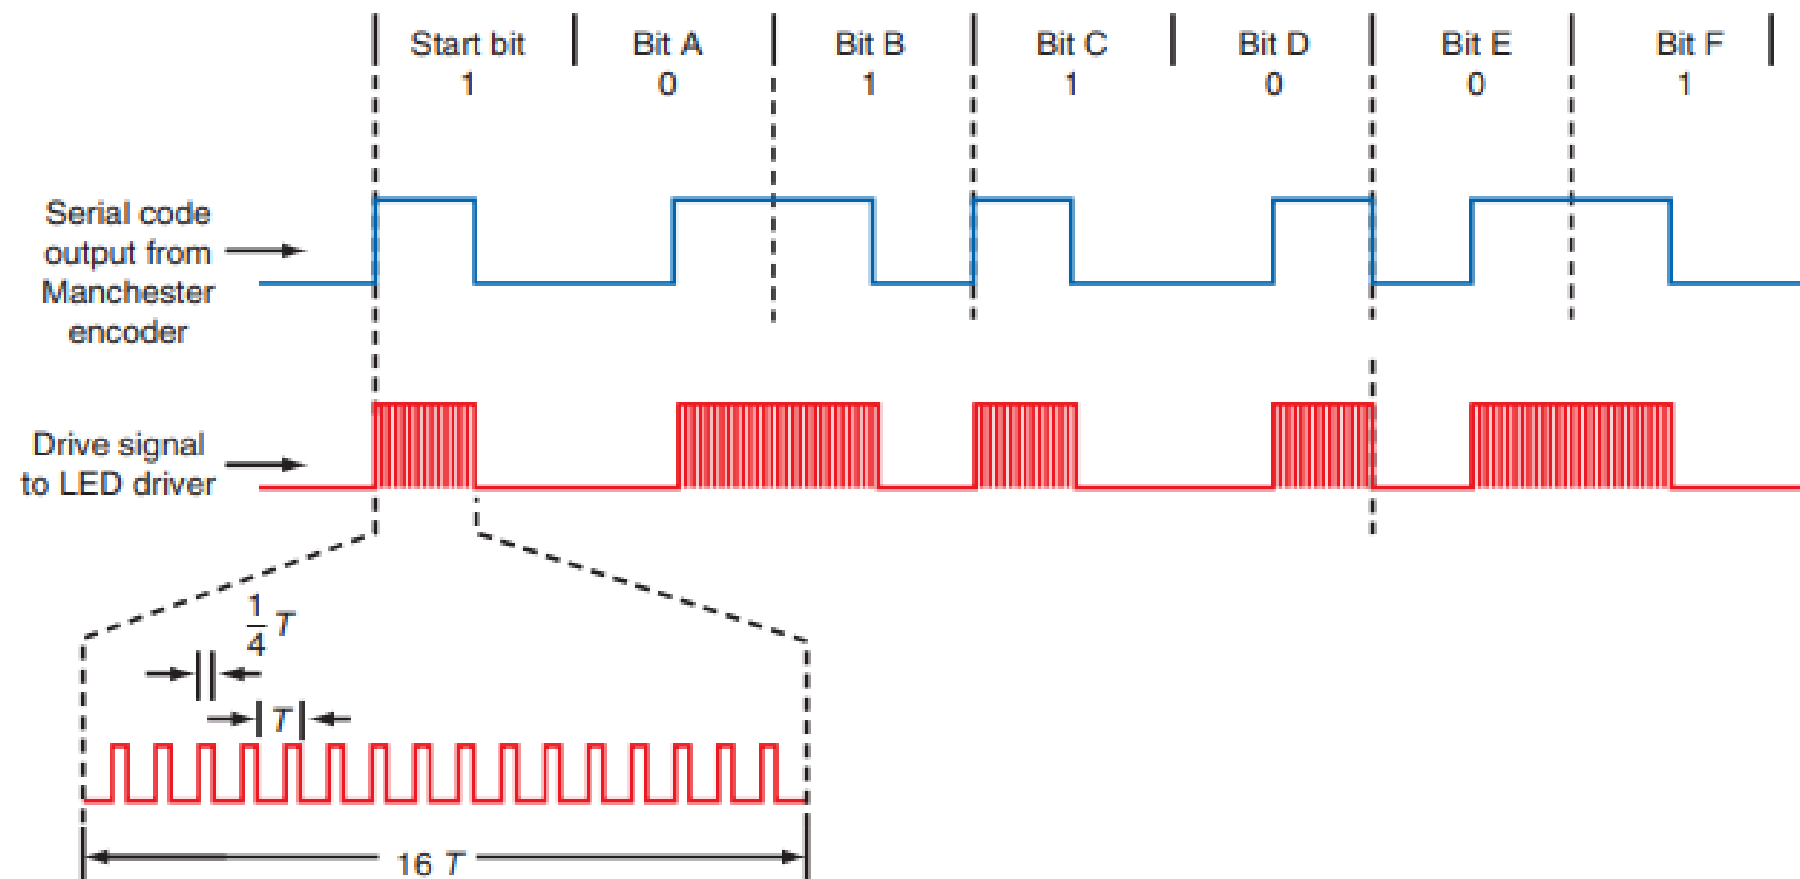 Start bit Bit A Bit B Bit C Bit D Bit E Bit F
1 0 1 1 0 0 1
Serial code
output from
Manchester
encoder
Drive signal
to LED driver
1/4 T
T
16 T